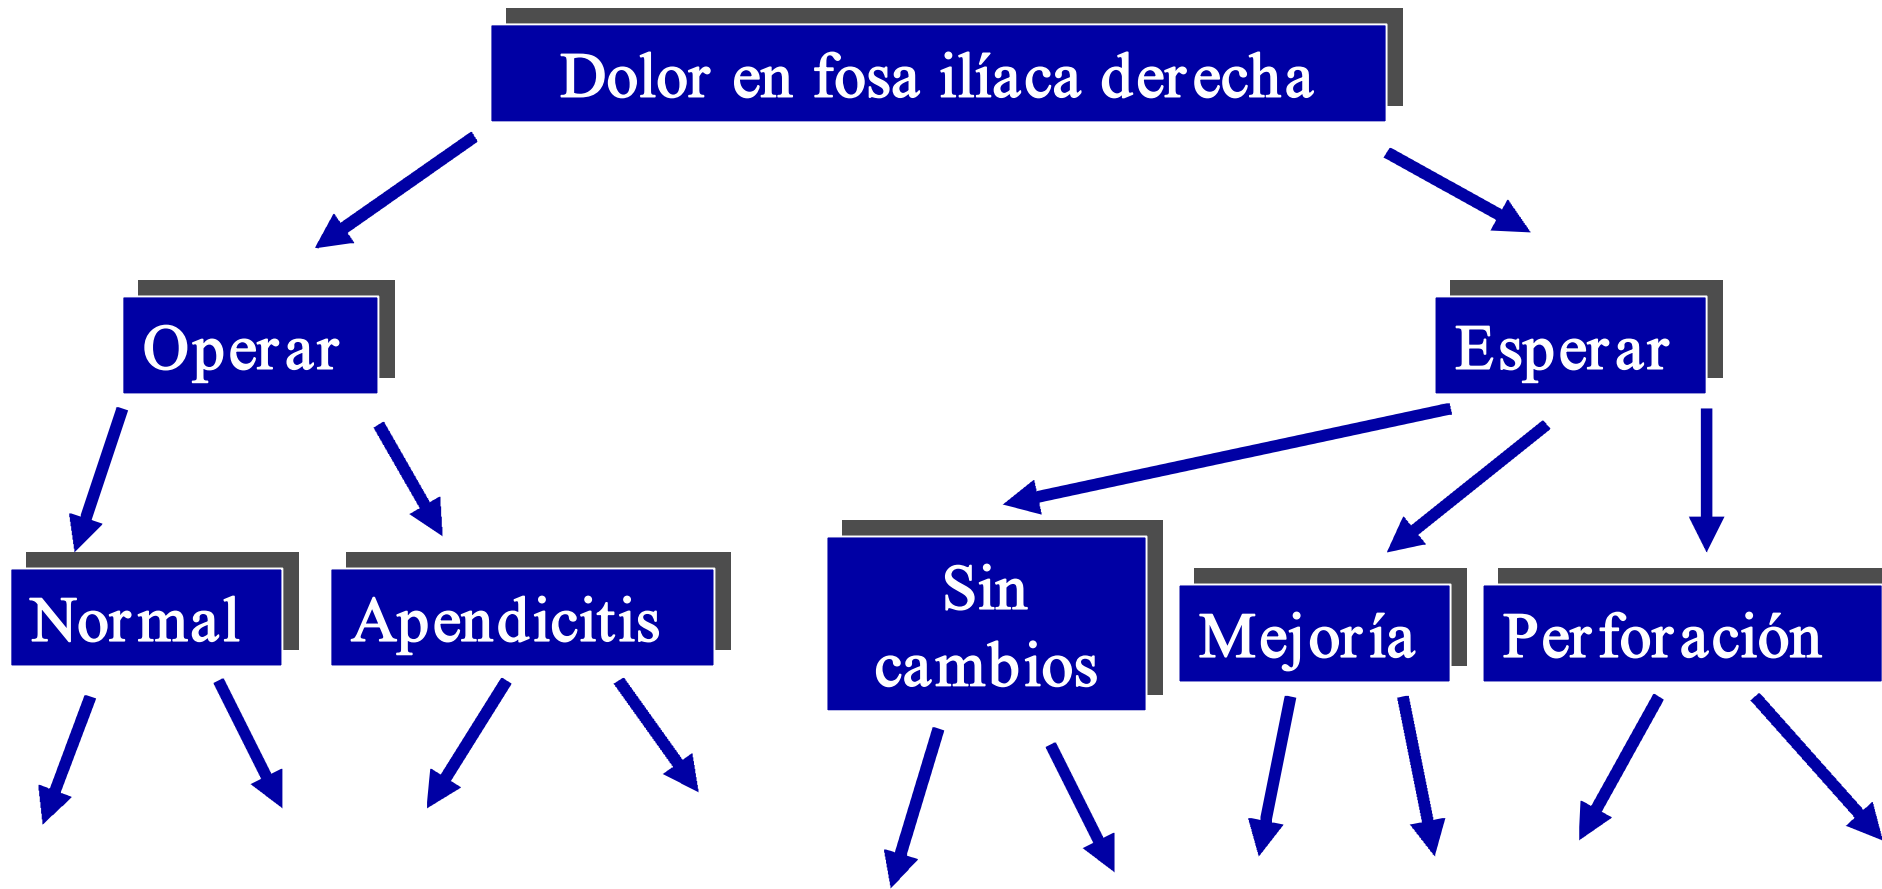 Dolor en fosa ilíaca derecha
Operar
Esperar
Normal
Apendicitis
Sin
cambios
Mejoría
Perforación